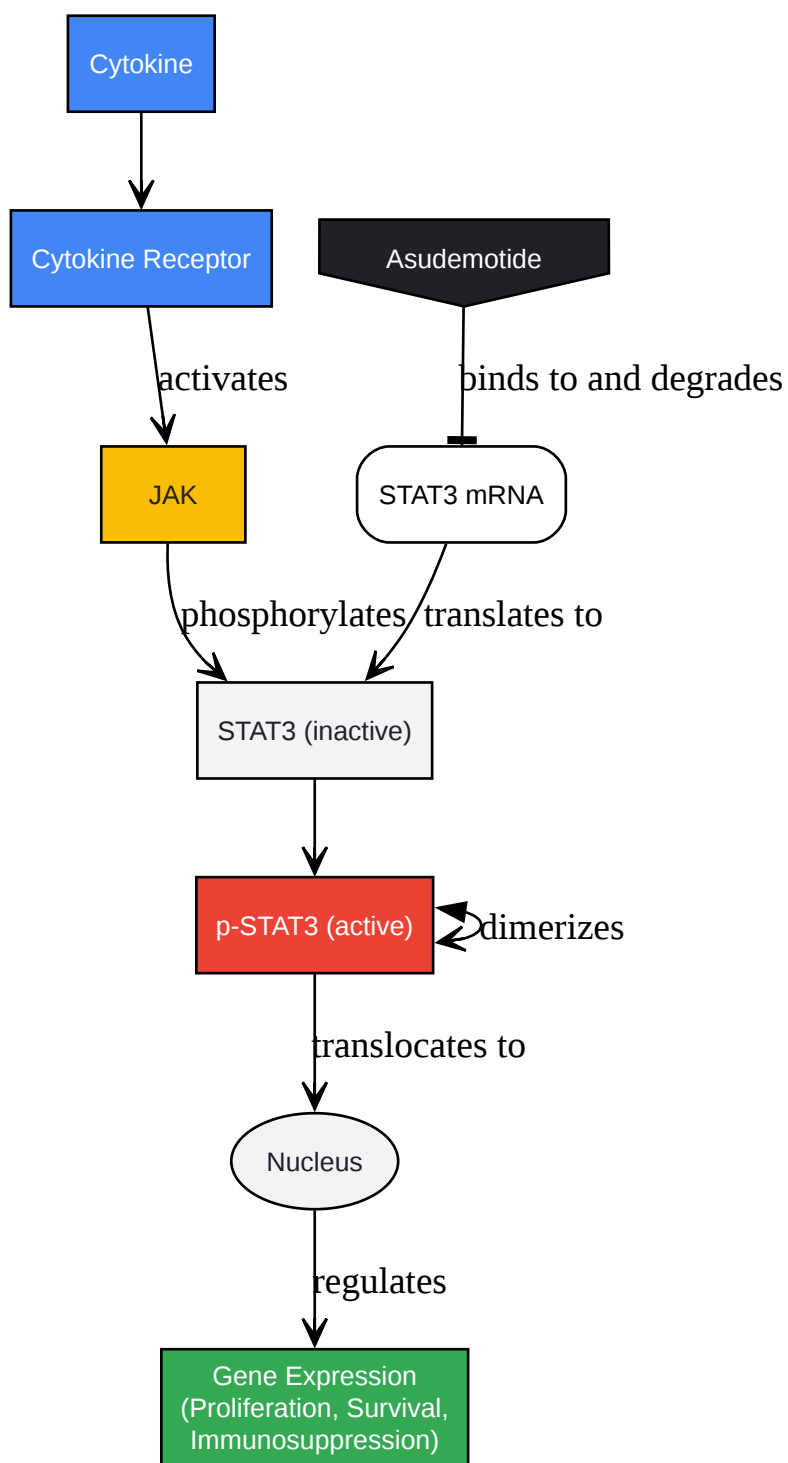 Cytokine
Cytokine Receptor
Asudemotide
activates
binds to and degrades
JAK
STAT3 mRNA
phosphorylates
translates to
STAT3 (inactive)
p-STAT3 (active)
dimerizes
translocates to
Nucleus
regulates
Gene Expression
(Proliferation, Survival,
Immunosuppression)